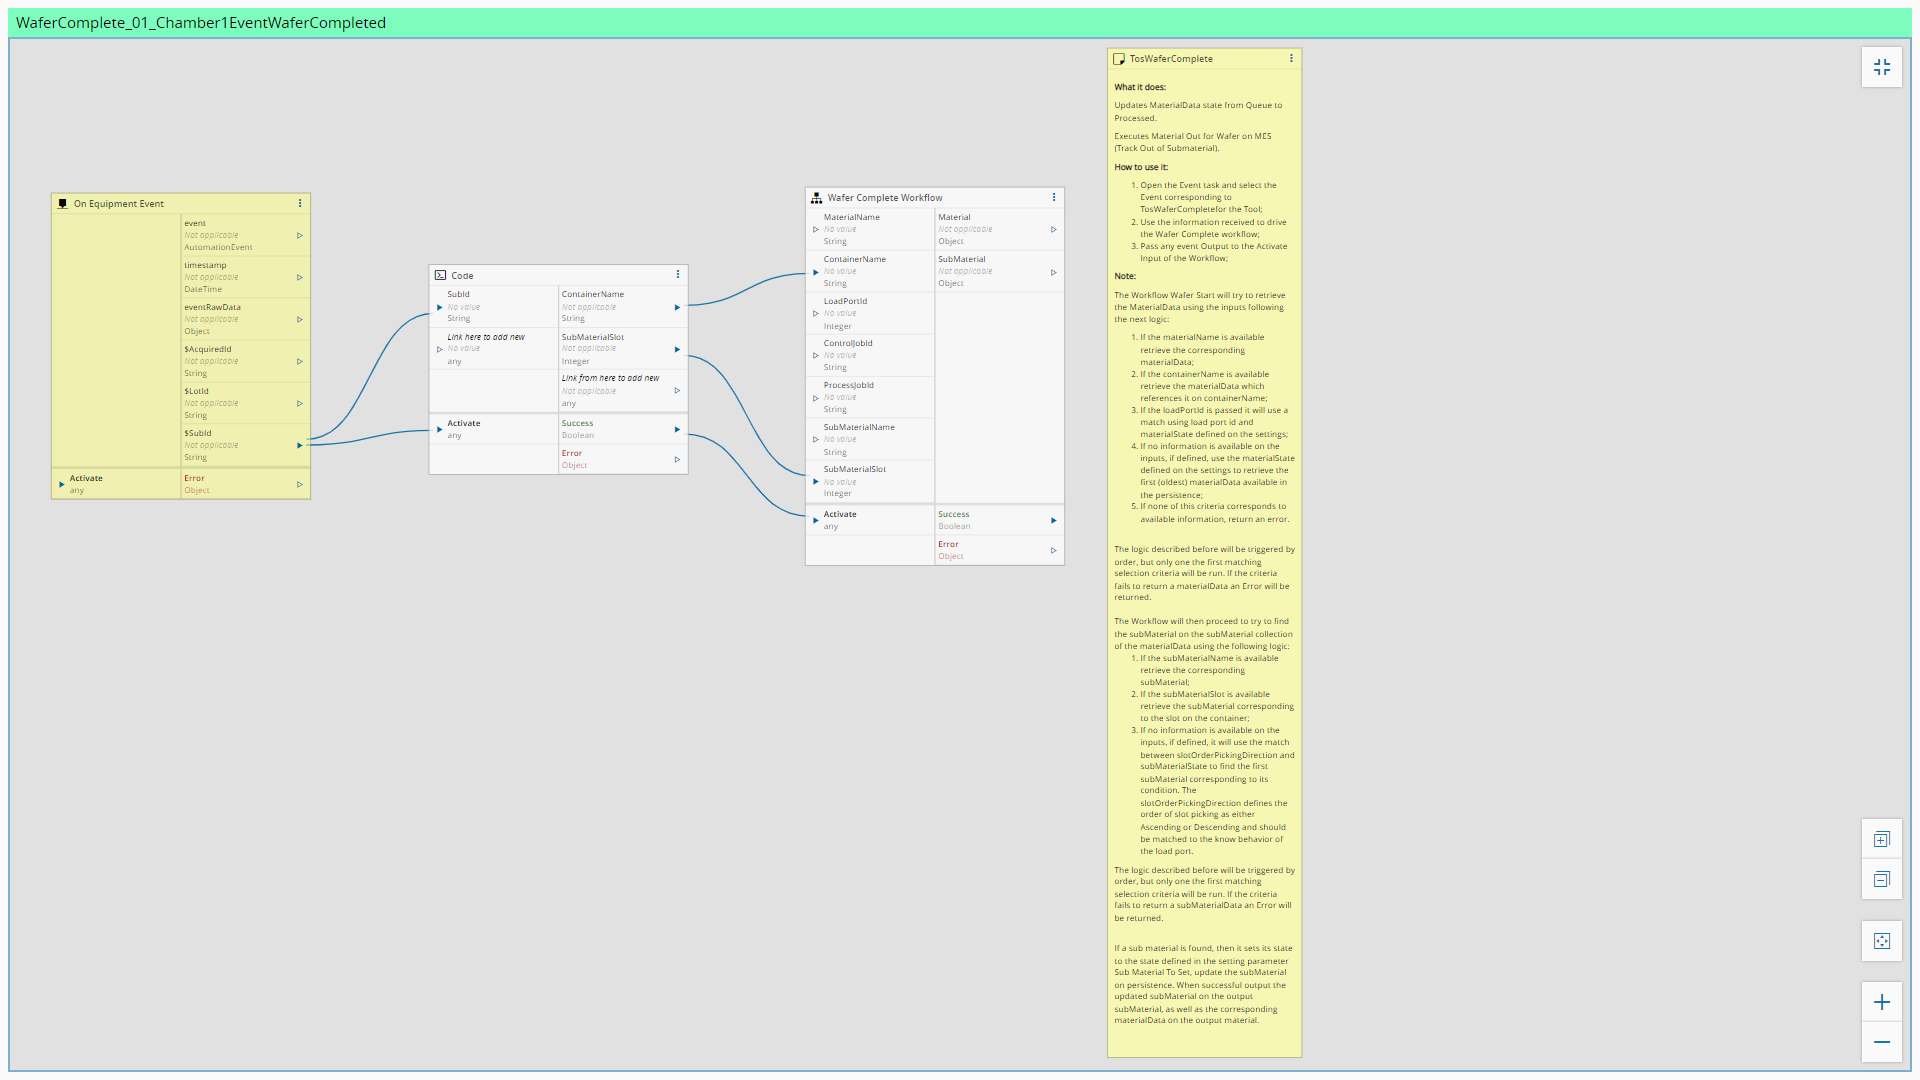 WaferComplete_01_Chamber1EventWaferCompleted
On Equipment Event
event
Not applicable
AutomationEvent
timestamp
Not applicable
DateTime
eventRawData
Not applicable
Object
$AcquiredId
Not applicable
String
$LotId
Not applicable
String
$SubId
Not applicable
String
Activate
any
Error
Object
Code
SubId
No value
String
Link here to add new
No value
any
ContainerName
Not applicable
String
SubMaterialSlot
Not applicable
Integer
Link from here to add new
Not applicable
any
Activate
any
Success
Boolean
Error
Object
Wafer Complete Workflow
MaterialName
No value
String
ContainerName
No value
String
LoadPortId
No value
Integer
ControlJobId
No value
String
ProcessJobId
No value
String
SubMaterialName
No value
String
SubMaterialSlot
No value
Integer
Material
Not applicable
Object
SubMaterial
Not applicable
Object
Activate
any
Success
Boolean
Error
Object
TosWaferComplete
What it does:
Updates MaterialData state from Queue to
Processed.
Executes Material Out for Wafer on MES
(Track Out of Submaterial).
How to use it:
1. Open the Event task and select the
Event corresponding to
TosWaferCompletefor the Tool;
2. Use the information received to drive
the Wafer Complete workflow;
3. Pass any event Output to the Activate
Input of the Workflow;
Note:
The Workflow Wafer Start will try to retrieve
the MaterialData using the inputs following
the next logic:
1. If the materialName is available
retrieve the corresponding
materialData;
2. If the containerName is available
retrieve the materialData which
references it on containerName;
3. If the loadPortId is passed it will use a
match using load port id and
materialState defined on the settings;
4. If no information is available on the
inputs, if defined, use the materialState
defined on the settings to retrieve the
first (oldest) materialData available in
the persistence;
5. If none of this criteria corresponds to
available information, return an error.
The logic described before will be triggered by
order, but only one the first matching
selection criteria will be run. If the criteria
fails to return a materialData an Error will be
returned.
The Workflow will then proceed to try to find
the subMaterial on the subMaterial collection
of the materialData using the following logic:
1. If the subMaterialName is available
retrieve the corresponding
subMaterial;
2. If the subMaterialSlot is available
retrieve the subMaterial corresponding
to the slot on the container;
3. If no information is available on the
inputs, if defined, it will use the match
between slotOrderPickingDirection and
subMaterialState to find the first
subMaterial corresponding to its
condition. The
slotOrderPickingDirection defines the
order of slot picking as either
Ascending or Descending and should
be matched to the know behavior of
the load port.
The logic described before will be triggered by
order, but only one the first matching
selection criteria will be run. If the criteria
fails to return a subMaterialData an Error will
be returned.
If a sub material is found, then it sets its state
to the state defined in the setting parameter
Sub Material To Set, update the subMaterial
on persistence. When successful output the
updated subMaterial on the output
subMaterial, as well as the corresponding
materialData on the output material.